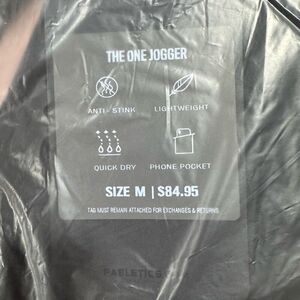 THE ONE JOGGER
ANTI-STINK
LIGHTWEIGHT
QUICK DRY
PHONE POCKET
SIZE M | $84.95
TAG MUST REMAIN ATTACHED FOR EXCHANGES & RETURNS